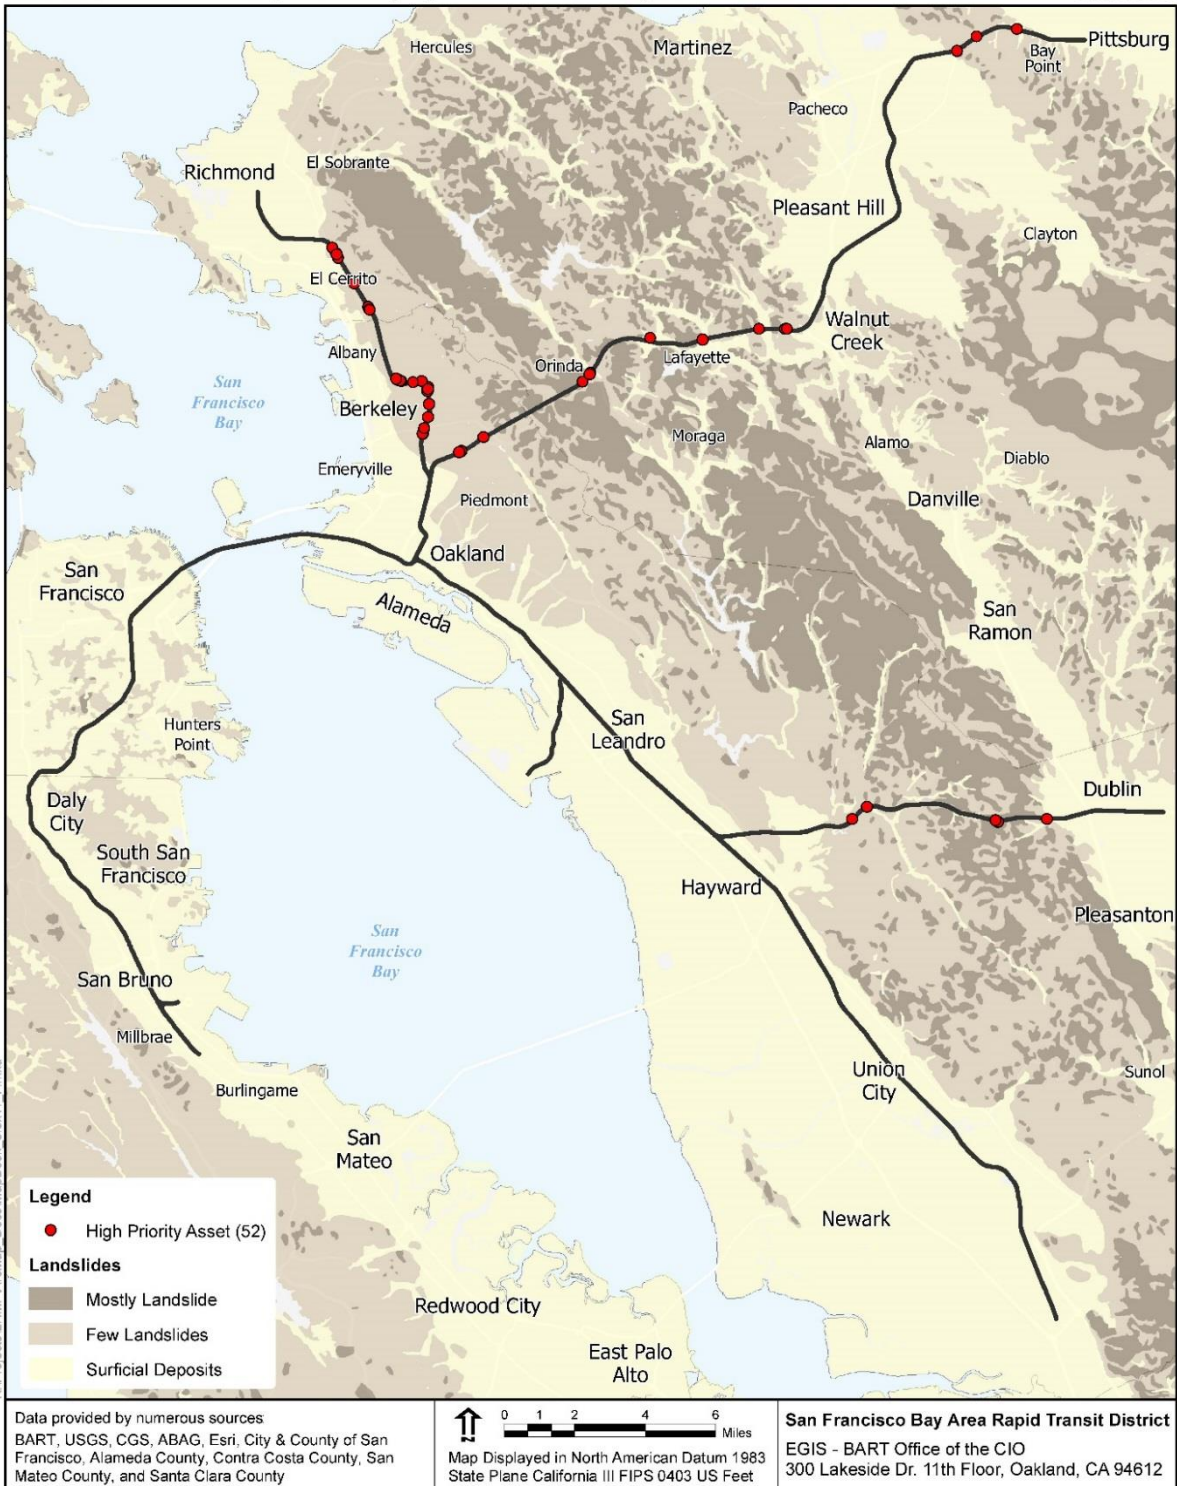 Hercules
Martinez
Pittsburg
Bay
Point
Pacheco
Richmond
El Sobrante
Pleasant Hill
Clayton
El Cerrito
Walnut
Creek
Albany
Orinda
Lafayette
San
Francisco
Bay
Berkeley
Moraga
Alamo
Diablo
Emeryville
Piedmont
Danville
Oakland
San
Francisco
Alameda
San
Ramon
Hunters
Point
San
Leandro
Daly
City
Dublin
South San
Francisco
Hayward
Pleasanton
San
Francisco
Bay
San Bruno
Millbrae
Union
City
Sunol
Burlingame
San
Mateo
Newark
Redwood City
East Palo
Alto
Legend
High Priority Asset (52)
Landslides
Mostly Landslide
Few Landslides
Surficial Deposits
Data provided by numerous sources:
BART, USGS, CGS, ABAG, Esri, City & County of San
Francisco, Alameda County, Contra Costa County, San
Mateo County, and Santa Clara County
0 1 2 4 6
Miles
Map Displayed in North American Datum 1983
State Plane California III FIPS 0403 US Feet
San Francisco Bay Area Rapid Transit District
EGIS - BART Office of the CIO
300 Lakeside Dr. 11th Floor, Oakland, CA 94612